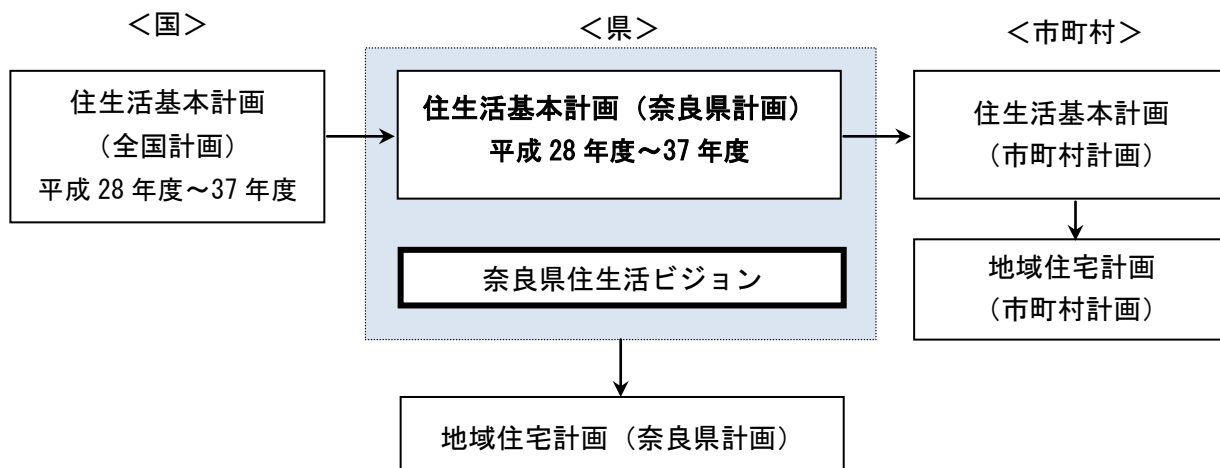 ＜国＞
住生活基本計画
（全国計画）
平成 28 年度～37 年度
＜県＞
住生活基本計画（奈良県計画）
平成 28 年度～37 年度
奈良県住生活ビジョン
地域住宅計画（奈良県計画）
＜市町村＞
住生活基本計画
（市町村計画）
地域住宅計画
（市町村計画）